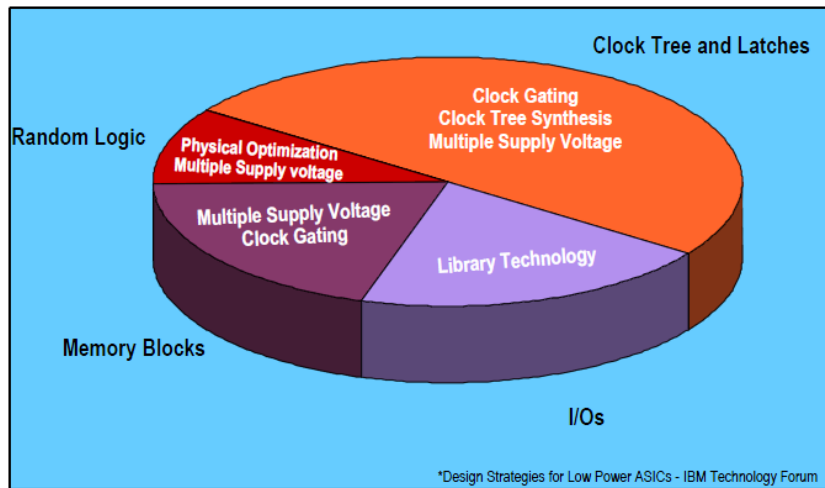 Clock Tree and Latches
Clock Gating
Clock Tree Synthesis
Multiple Supply Voltage
Random Logic
Physical Optimization
Multiple Supply voltage
Multiple Supply Voltage
Clock Gating
Library Technology
Memory Blocks
I/Os
*Design Strategies for Low Power ASICs - IBM Technology Forum